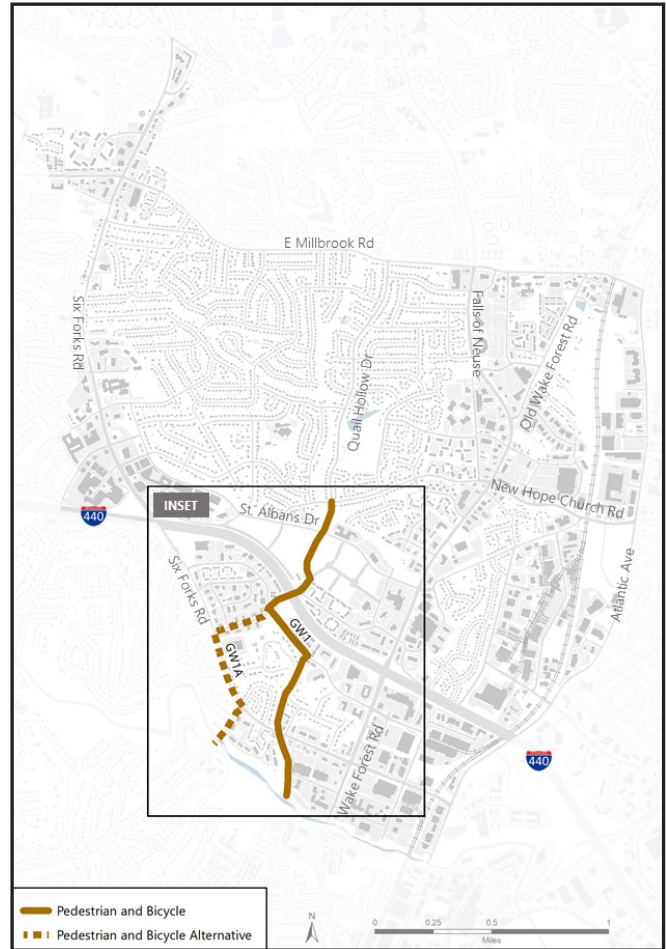 E Millbrook Rd
Six Forks Rd
Falls of Neuse
Old Wake Forest Rd
Quail Hollow Dr
INSET
St Albans Dr
New Hope Church Rd
INTERSTATE
440
Six Forks Rd
Atlantic Ave
GW1
GW1A
Wake Forest Rd
INTERSTATE
440
Pedestrian and Bicycle
Pedestrian and Bicycle Alternative
N
0 0.25 0.5 1
Miles